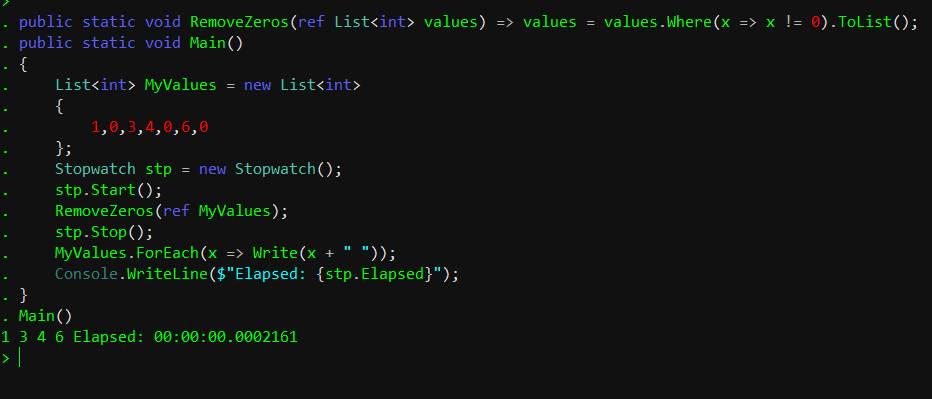 >
. public static void RemoveZeros(ref List<int> values) => values = values.Where(x => x != 0).ToList();
. public static void Main()
. {
.     List<int> MyValues = new List<int>
.     {
.         1,0,3,4,0,6,0
.     };
.     Stopwatch stp = new Stopwatch();
.     stp.Start();
.     RemoveZeros(ref MyValues);
.     stp.Stop();
.     MyValues.ForEach(x => Write(x + " "));
.     Console.WriteLine($"Elapsed: {stp.Elapsed}");
. }
. Main()
1 3 4 6 Elapsed: 00:00:00.0002161
>